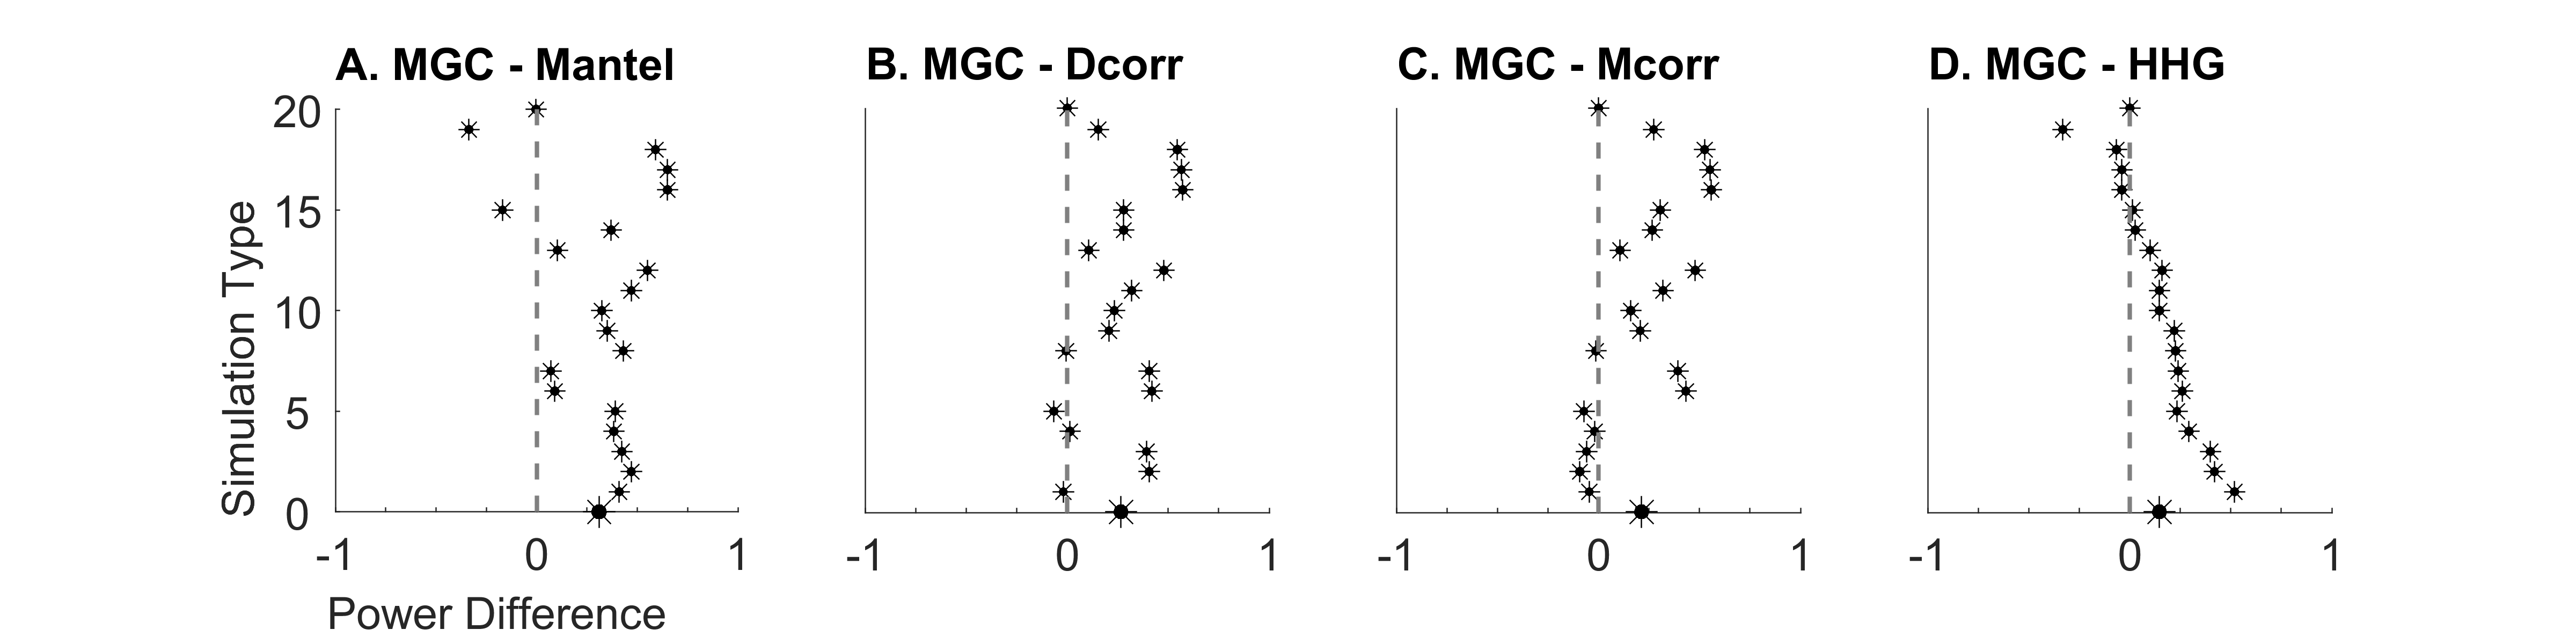 A. MGC - Mantel
B. MGC - Dcorr
C. MGC - Mcorr
D. MGC - HHG
20
15
10
5
0
Simulation Type
-1 0 1
-1 0 1
-1 0 1
-1 0 1
Power Difference